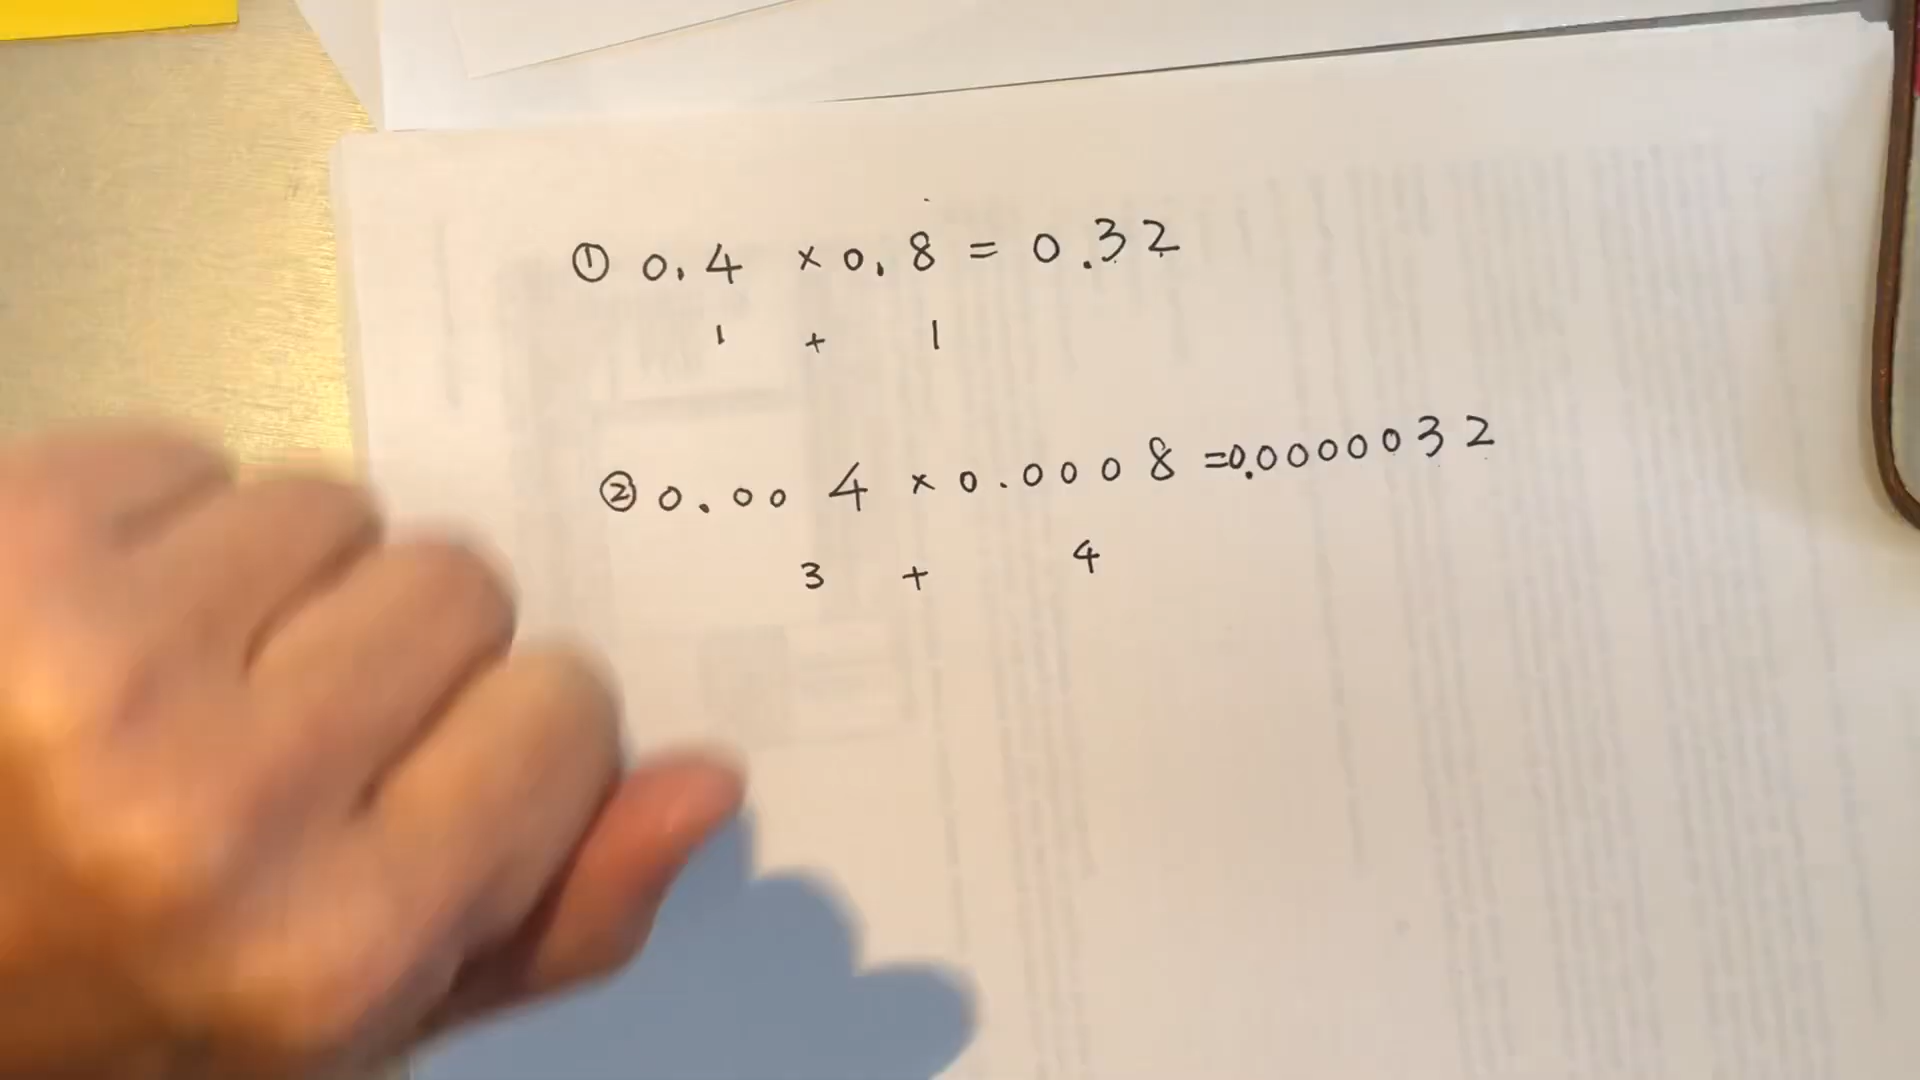 ① 0.4 × 0.8 = 0.32
1 + 1
② 0.004 × 0.0008 = 0.0000032
3 + 4